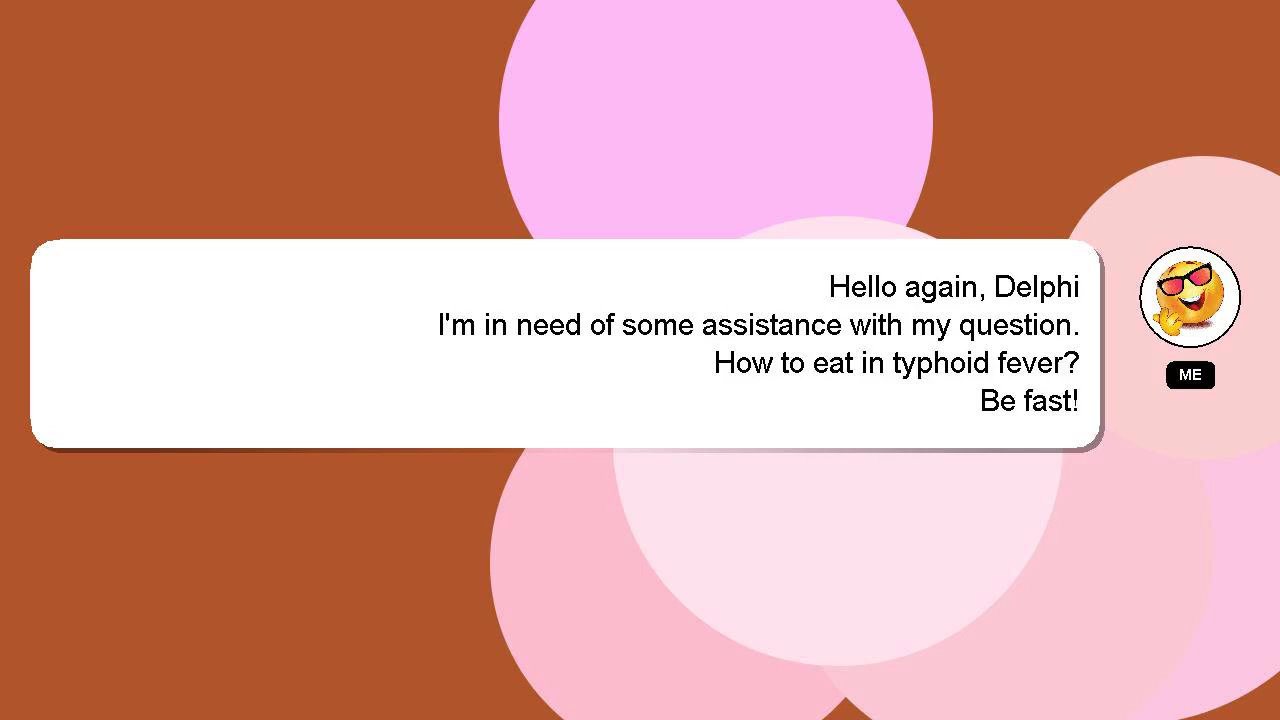 Hello again, Delphi
I'm in need of some assistance with my question.
How to eat in typhoid fever?
Be fast!
ME